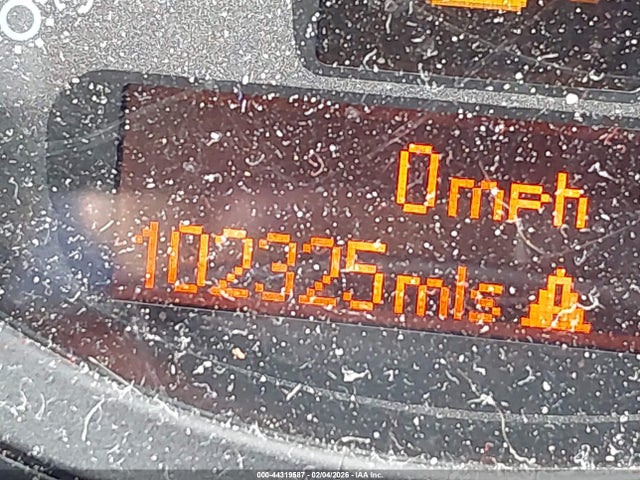 0mph
102325mls
000-44319587 - 02/04/2026 - IAA Inc.